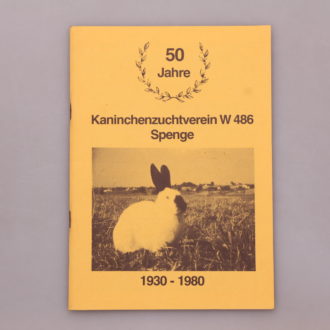 50
Jahre
Kaninchenzuchtverein W 486
Spenge
1930 - 1980